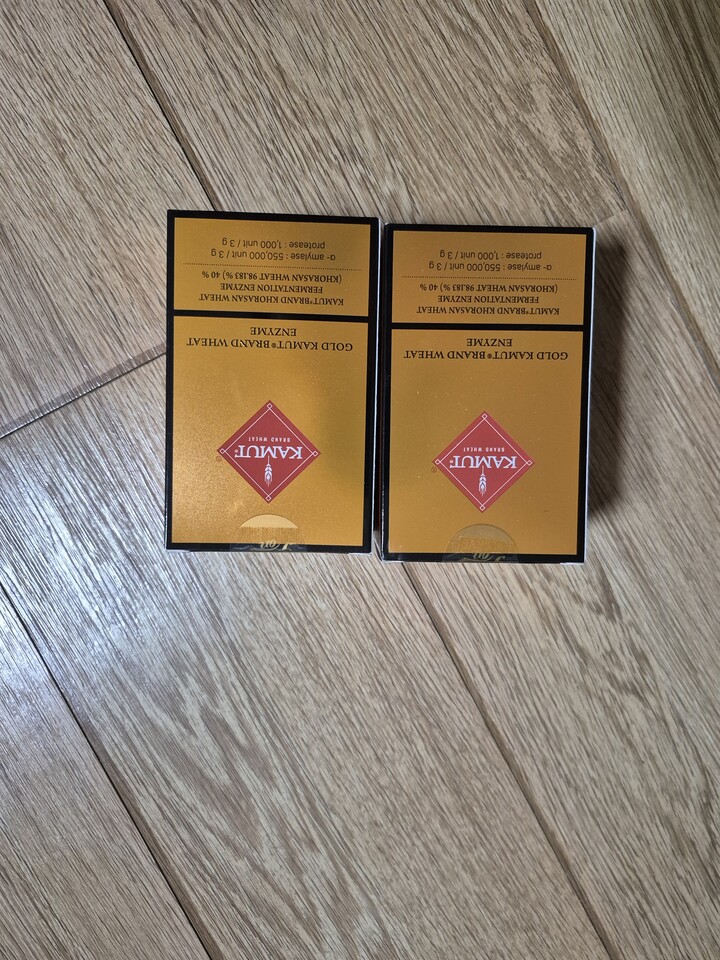 KAMUT®
BRAND WHEAT
GOLD KAMUT®BRAND WHEAT
ENZYME
KAMUT®BRAND KHORASAN WHEAT
FERMENTATION ENZYME
(KHORASAN WHEAT 98.183 %) 40 %
α- amylase : 550,000 unit / 3 g
protease : 1,000 unit / 3 g
KAMUT®
BRAND WHEAT
GOLD KAMUT®BRAND WHEAT
ENZYME
KAMUT®BRAND KHORASAN WHEAT
FERMENTATION ENZYME
(KHORASAN WHEAT 98.183 %) 40 %
α- amylase : 550,000 unit / 3 g
protease : 1,000 unit / 3 g